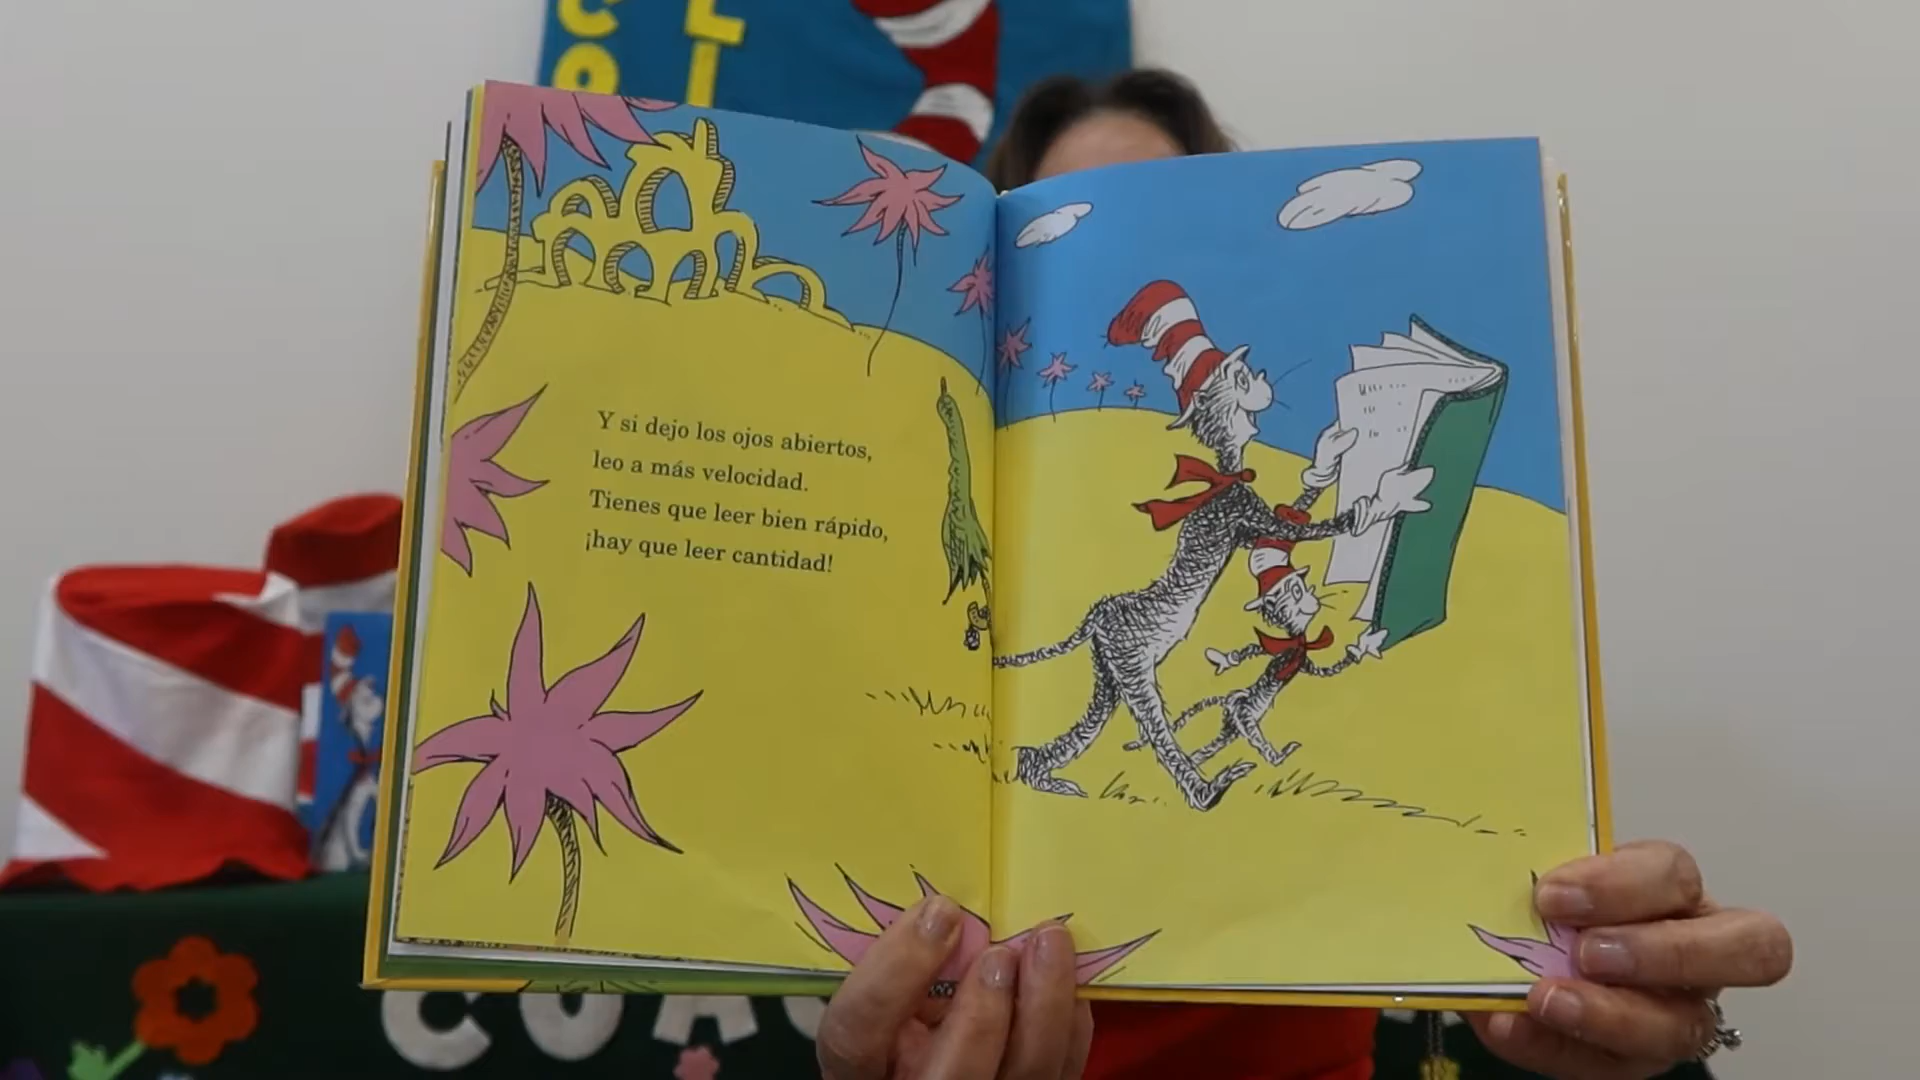 Y si dejo los ojos abiertos,
leo a más velocidad.
Tienes que leer bien rápido,
¡hay que leer cantidad!